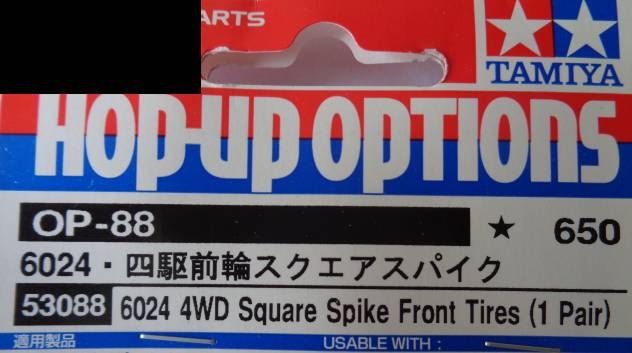 PARTS
TAMIYA
HOP-UP OPTIONS
OP-88 ★ 650
6024・四駆前輪スクエアスパイク
53088 6024 4WD Square Spike Front Tires (1 Pair)
適用製品 USABLE WITH :